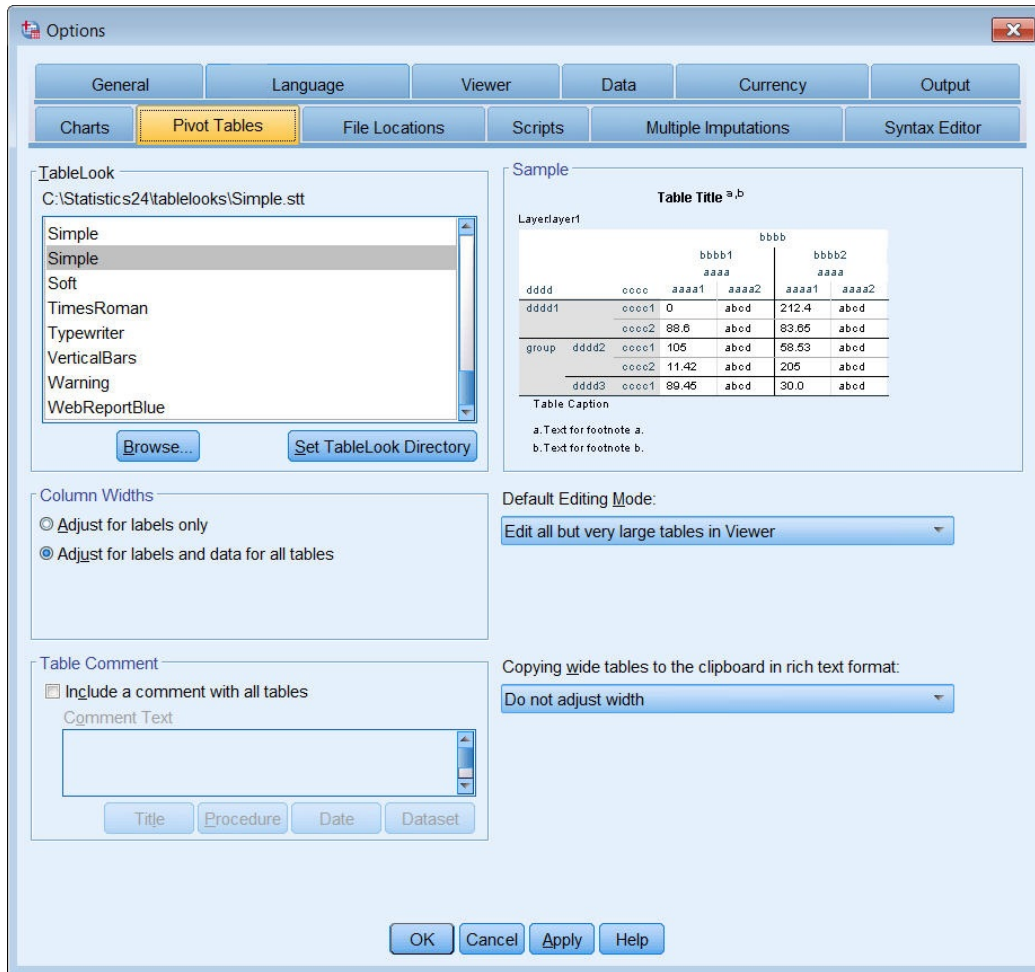 Options
General Language Viewer Data Currency Output
Charts Pivot Tables File Locations Scripts Multiple Imputations Syntax Editor
TableLook
C:\Statistics24\tablelooks\Simple.stt
Simple
Simple
Soft
TimesRoman
Typewriter
VerticalBars
Warning
WebReportBlue
Browse...
Set TableLook Directory
Sample
Table Title a,b
Layer:layer1
bbbb
bbbb1 bbbb2
aaaa aaaa
dddd cccc aaaa1 aaaa2 aaaa1 aaaa2
dddd1 cccc1 0 abcd 212.4 abcd
cccc2 88.6 abcd 83.65 abcd
group dddd2 cccc1 105 abcd 58.53 abcd
cccc2 11.42 abcd 205 abcd
dddd3 cccc1 89.45 abcd 30.0 abcd
Table Caption
a.Text for footnote a.
b.Text for footnote b.
Column Widths
Adjust for labels only
Adjust for labels and data for all tables
Default Editing Mode:
Edit all but very large tables in Viewer
Table Comment
Include a comment with all tables
Comment Text
Title Procedure Date Dataset
Copying wide tables to the clipboard in rich text format:
Do not adjust width
OK Cancel Apply Help